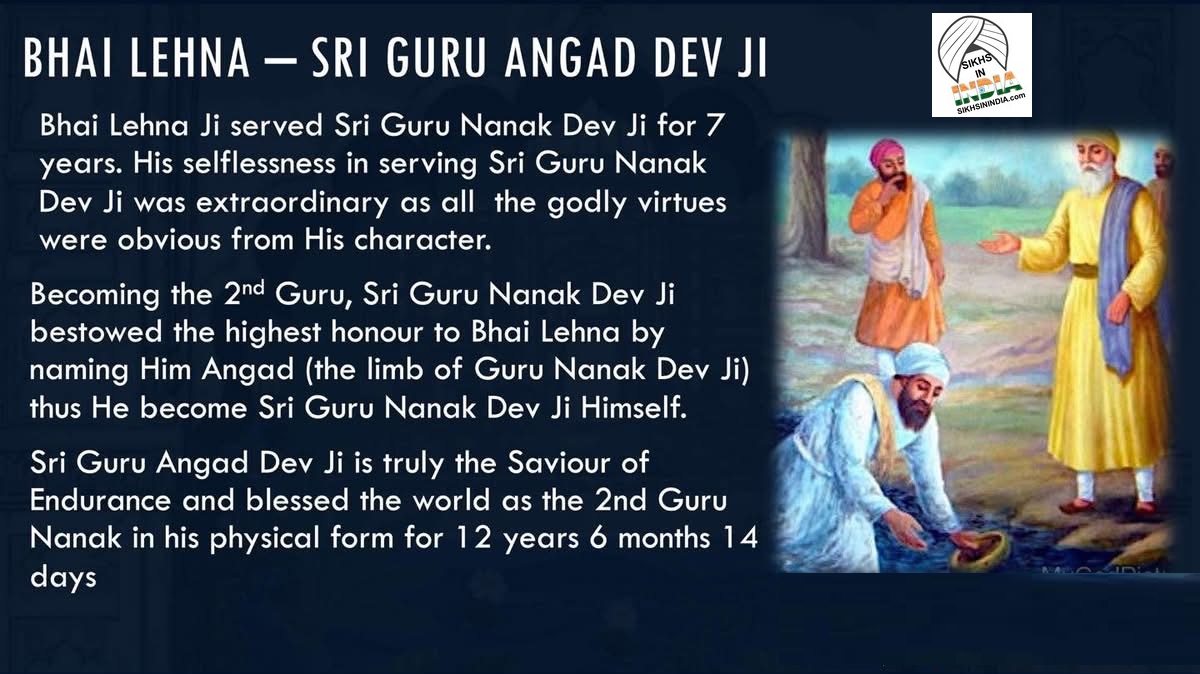 BHAI LEHNA – SRI GURU ANGAD DEV JI
SIKHS
IN
INDIA
SIKHSININDIA.com
Bhai Lehna Ji served Sri Guru Nanak Dev Ji for 7
years. His selflessness in serving Sri Guru Nanak
Dev Ji was extraordinary as all  the godly virtues
were obvious from His character.
Becoming the 2nd Guru, Sri Guru Nanak Dev Ji
bestowed the highest honour to Bhai Lehna by
naming Him Angad (the limb of Guru Nanak Dev Ji)
thus He become Sri Guru Nanak Dev Ji Himself.
Sri Guru Angad Dev Ji is truly the Saviour of
Endurance and blessed the world as the 2nd Guru
Nanak in his physical form for 12 years 6 months 14
days